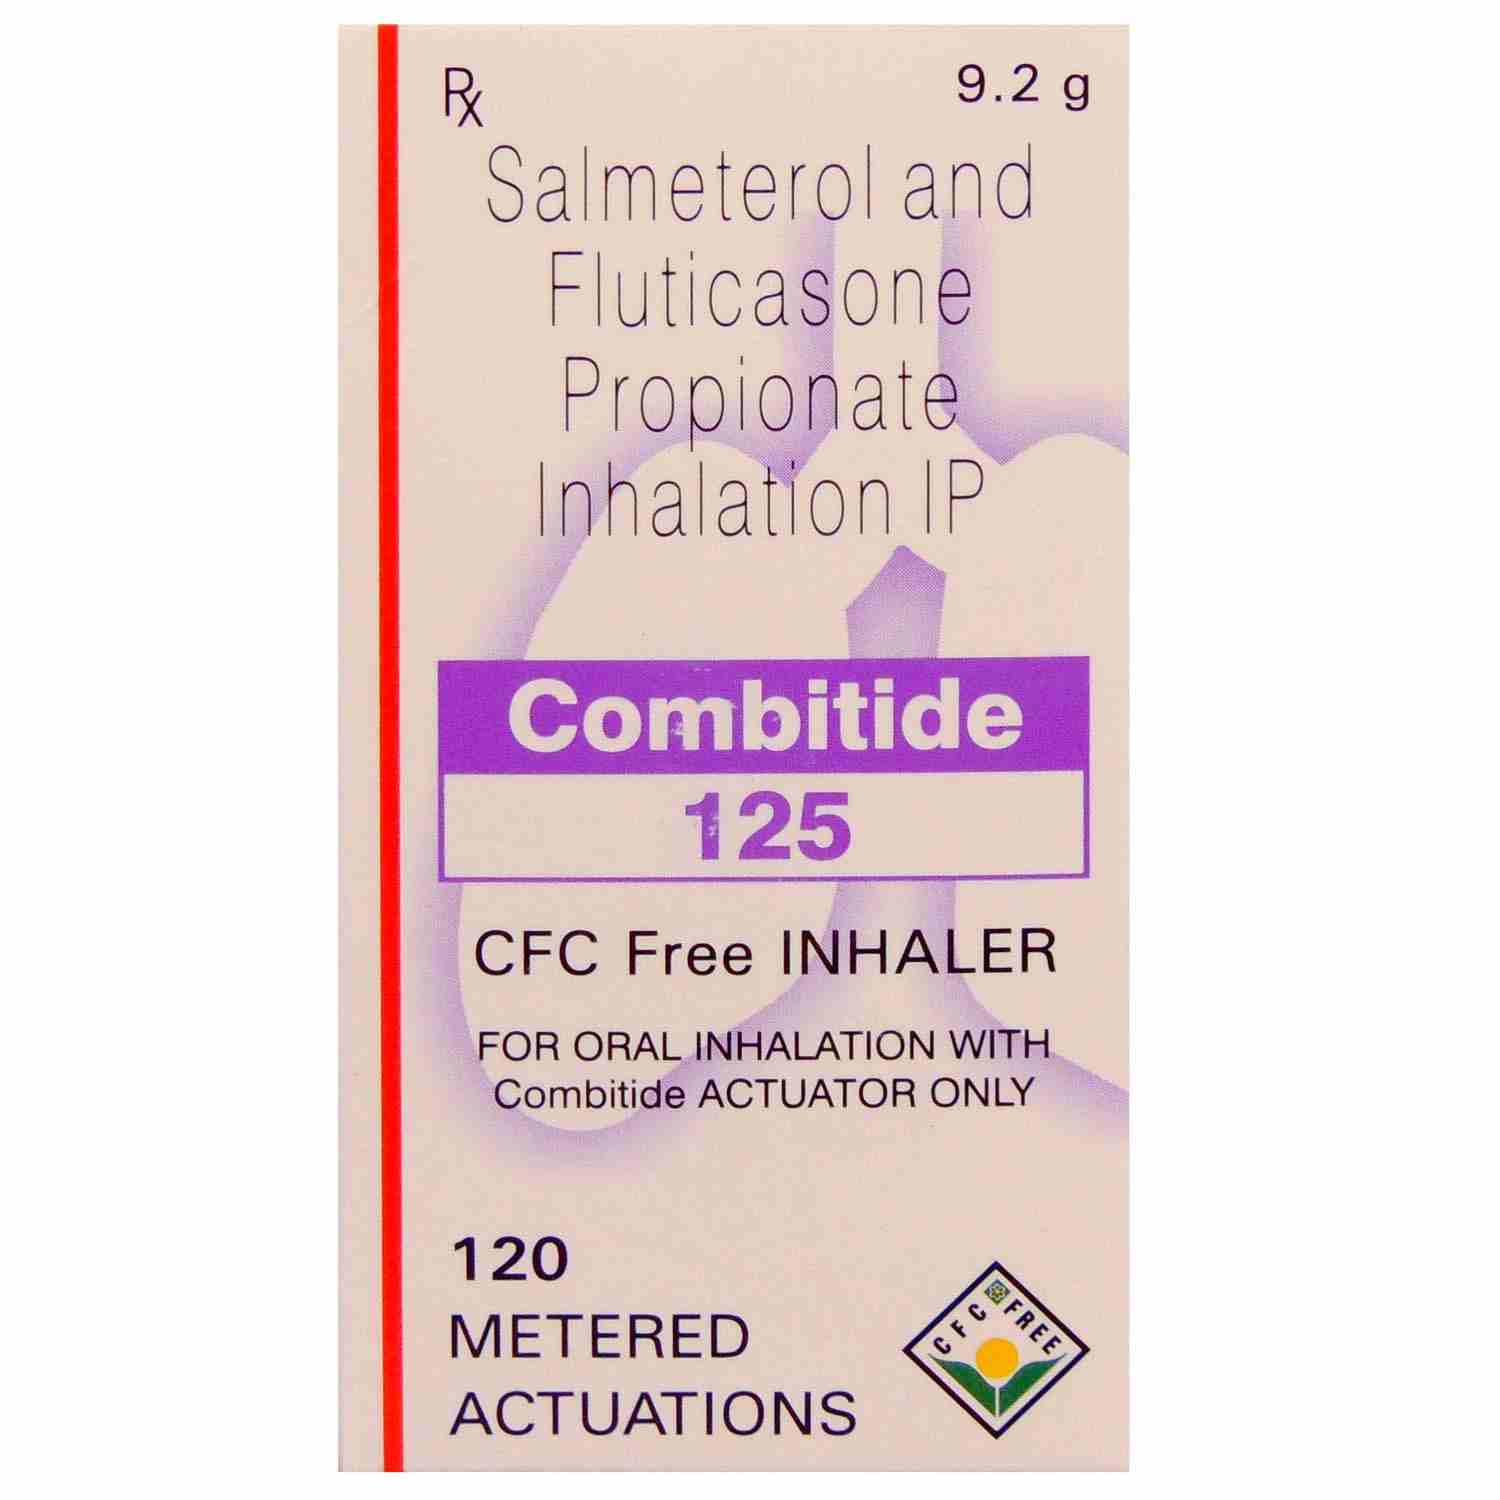 Rx
9.2 g
Salmeterol and
Fluticasone
Propionate
Inhalation IP
Combitide
125
CFC Free INHALER
FOR ORAL INHALATION WITH
Combitide ACTUATOR ONLY
120
METERED
ACTUATIONS
CFC FREE